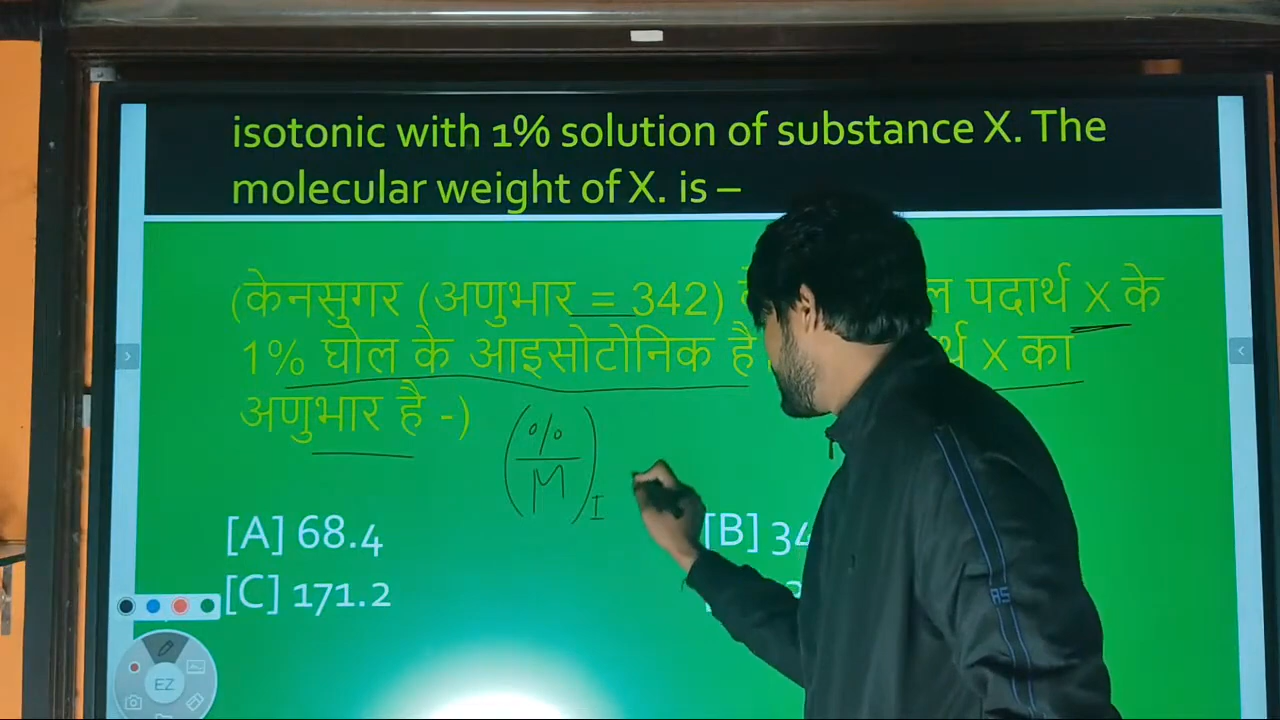 isotonic with 1% solution of substance X. The
molecular weight of X. is –
(केनसुगर (अणुभार = 342) पदार्थ X के
1% घोल के आइसोटोनिक है X का
अणुभार है -)
(%/M)I
[A] 68.4
[B] 34
[C] 171.2
EZ
AS